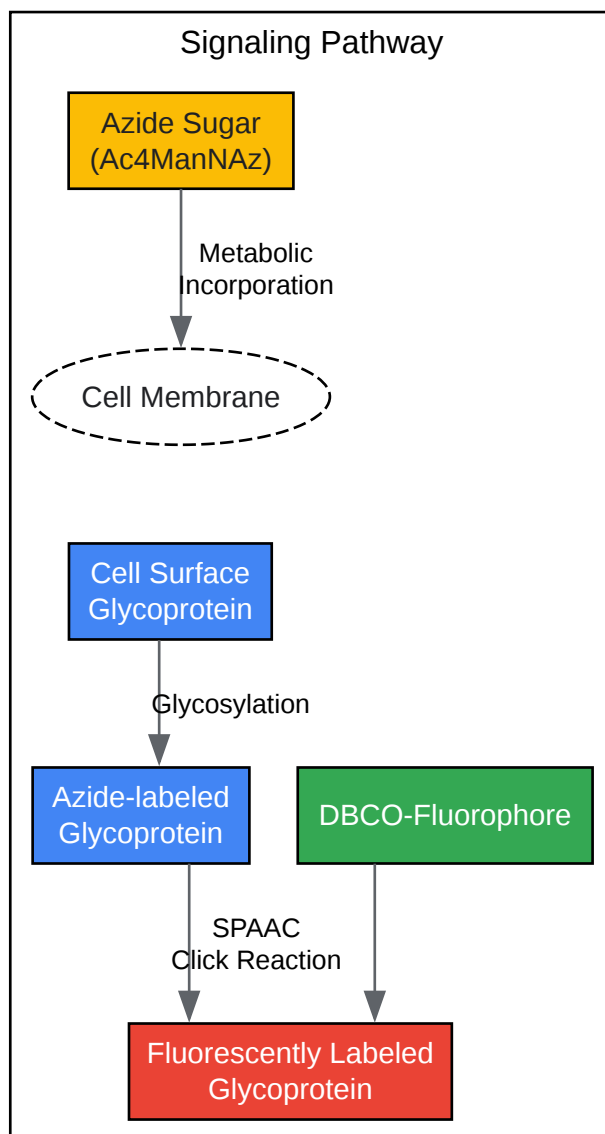 Signaling Pathway
Azide Sugar
(Ac4ManNAz)
Metabolic
Incorporation
Cell Membrane
Cell Surface
Glycoprotein
Glycosylation
Azide-labeled
Glycoprotein
DBCO-Fluorophore
SPAAC
Click Reaction
Fluorescently Labeled
Glycoprotein